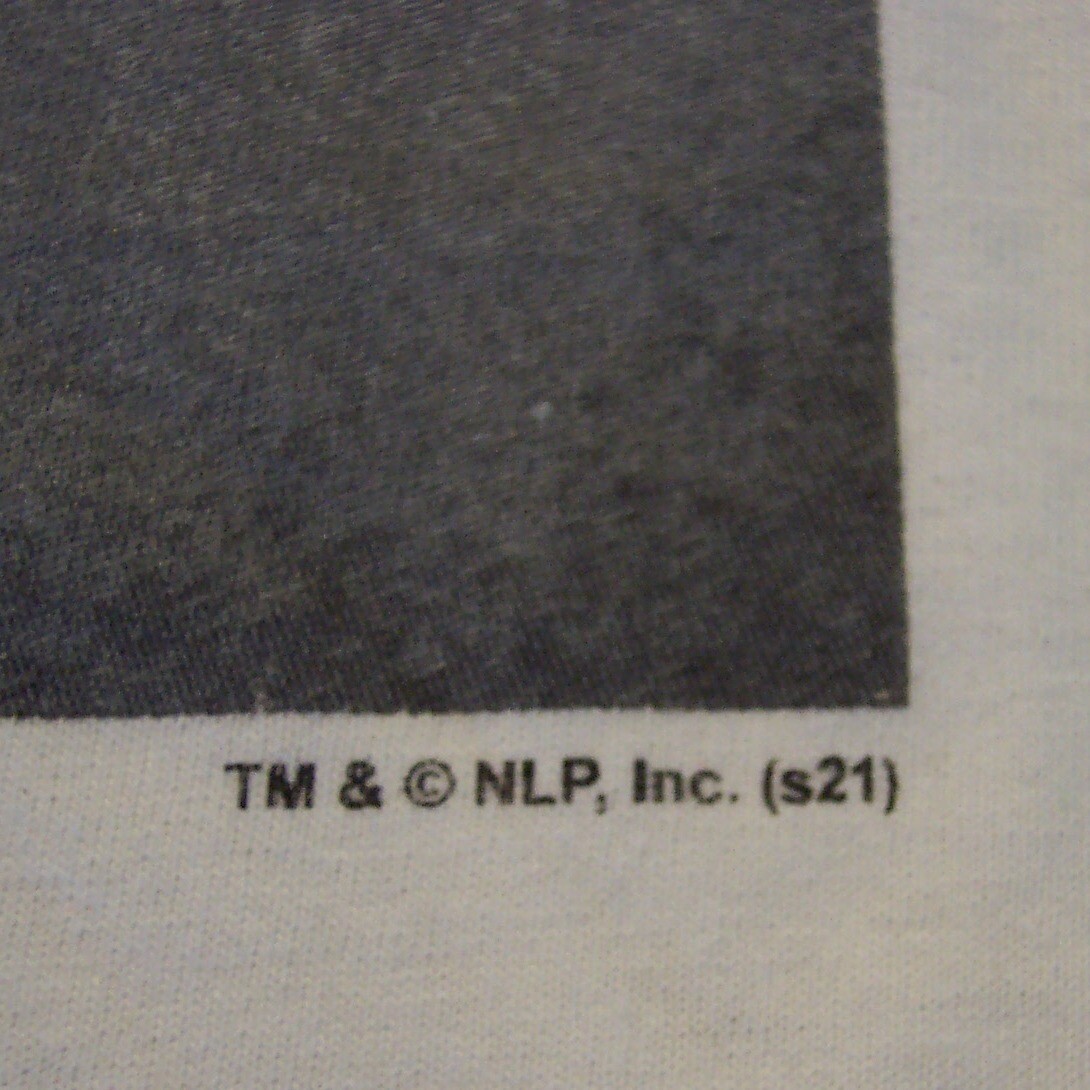 TM & © NLP, Inc. (s21)